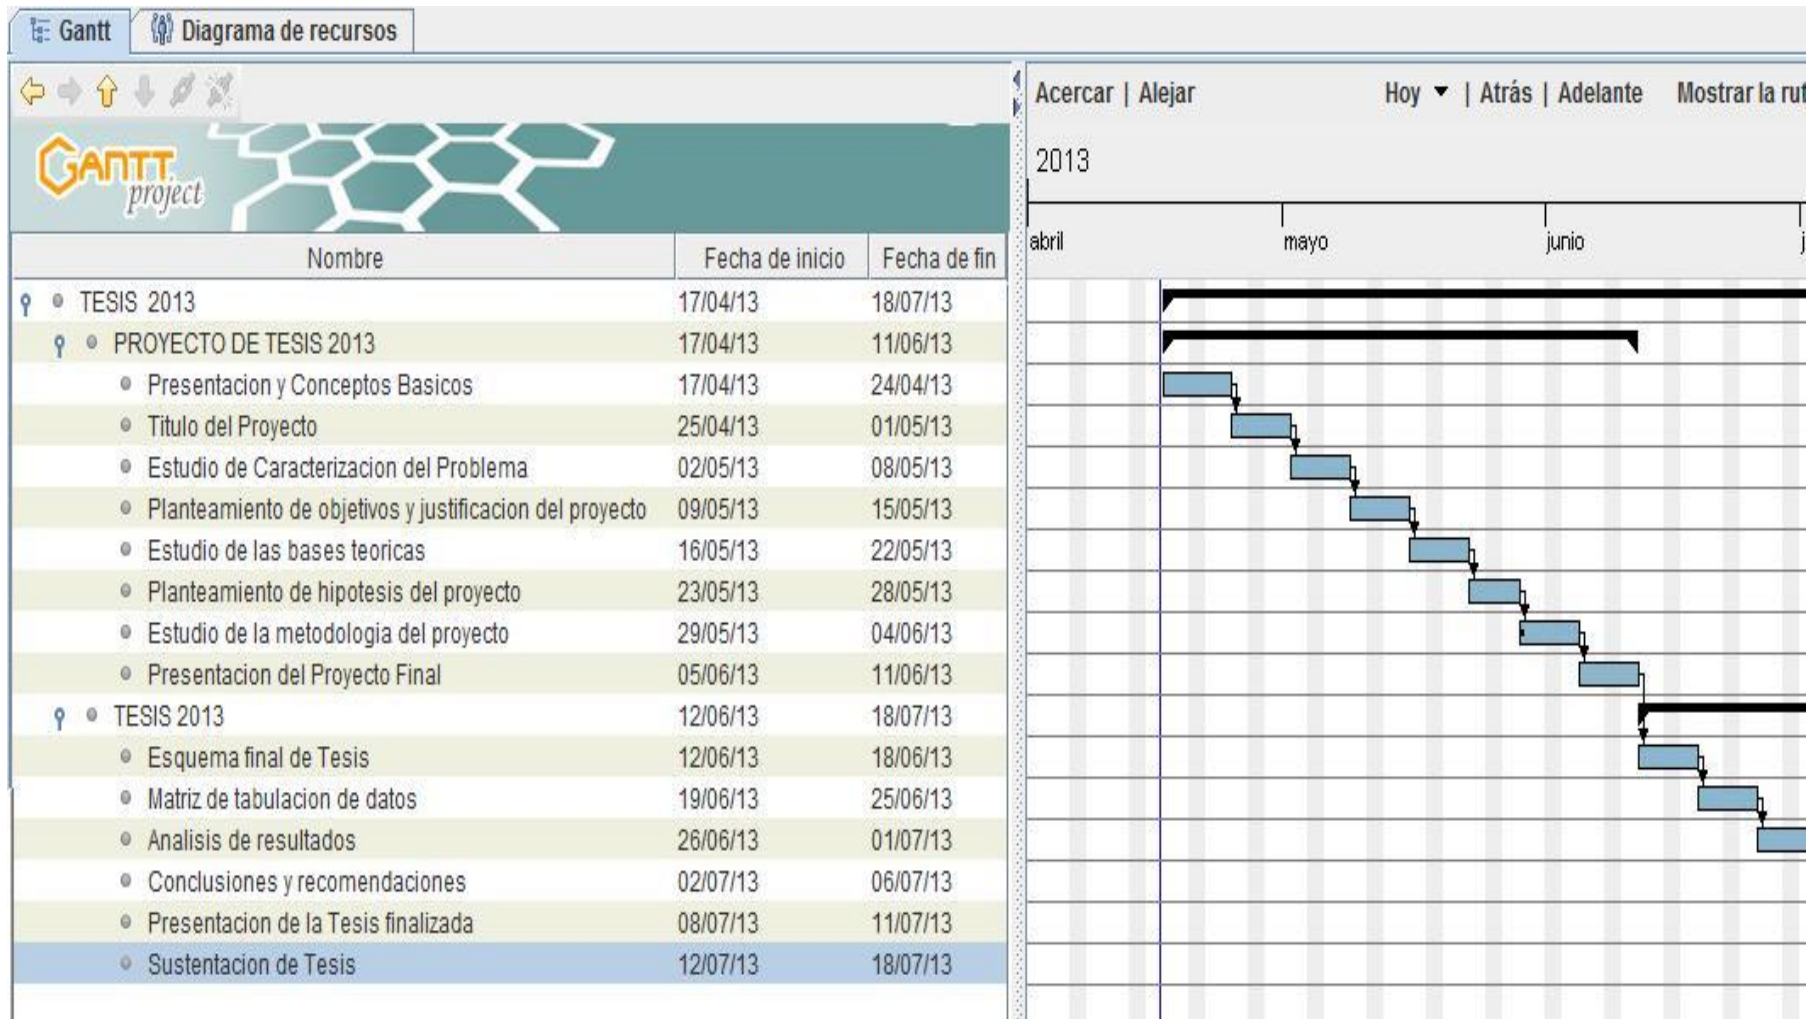 Gantt Diagrama de recursos
Acercar | Alejar Hoy ▼ | Atrás | Adelante Mostrar la rut
GANTT
project
2013
abril mayo junio j
Nombre Fecha de inicio Fecha de fin
TESIS 2013 17/04/13 18/07/13
PROYECTO DE TESIS 2013 17/04/13 11/06/13
Presentacion y Conceptos Basicos 17/04/13 24/04/13
Titulo del Proyecto 25/04/13 01/05/13
Estudio de Caracterizacion del Problema 02/05/13 08/05/13
Planteamiento de objetivos y justificacion del proyecto 09/05/13 15/05/13
Estudio de las bases teoricas 16/05/13 22/05/13
Planteamiento de hipotesis del proyecto 23/05/13 28/05/13
Estudio de la metodologia del proyecto 29/05/13 04/06/13
Presentacion del Proyecto Final 05/06/13 11/06/13
TESIS 2013 12/06/13 18/07/13
Esquema final de Tesis 12/06/13 18/06/13
Matriz de tabulacion de datos 19/06/13 25/06/13
Analisis de resultados 26/06/13 01/07/13
Conclusiones y recomendaciones 02/07/13 06/07/13
Presentacion de la Tesis finalizada 08/07/13 11/07/13
Sustentacion de Tesis 12/07/13 18/07/13